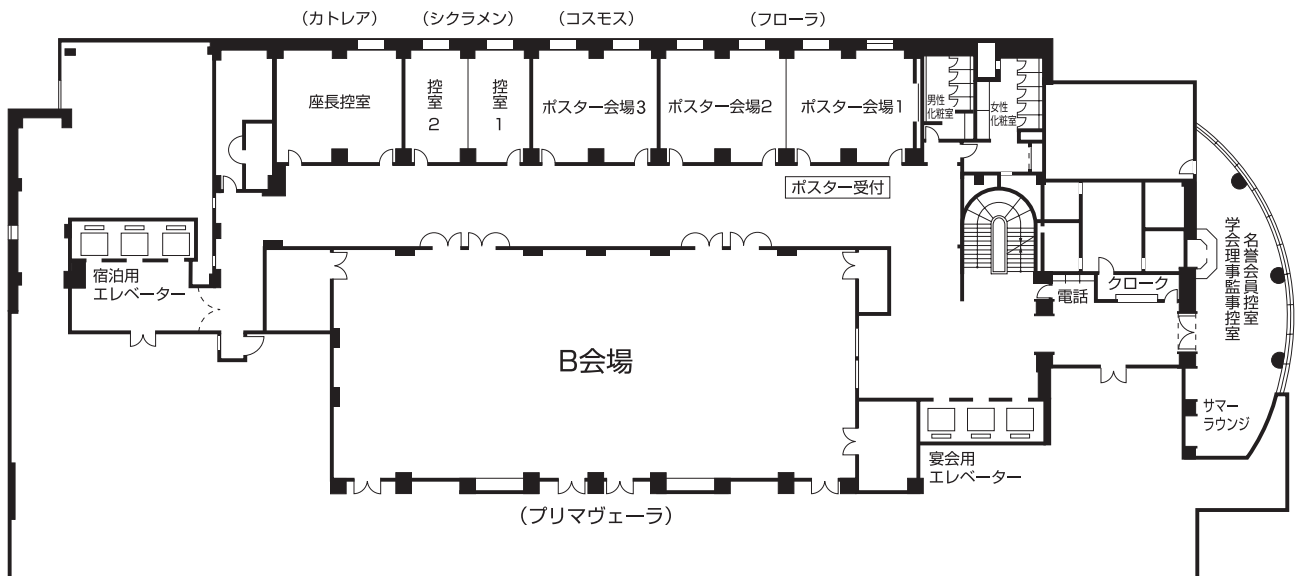 （カトレア）
（シクラメン）
（コスモス）
（フローラ）
座長控室
控室2
控室1
ポスター会場3
ポスター会場2
ポスター会場1
男性
化粧室
女性
化粧室
ポスター受付
宿泊用
エレベーター
電話
クローク
名誉会員控室
学会理事監事控室
B会場
サマー
ラウンジ
宴会用
エレベーター
（プリマヴェーラ）